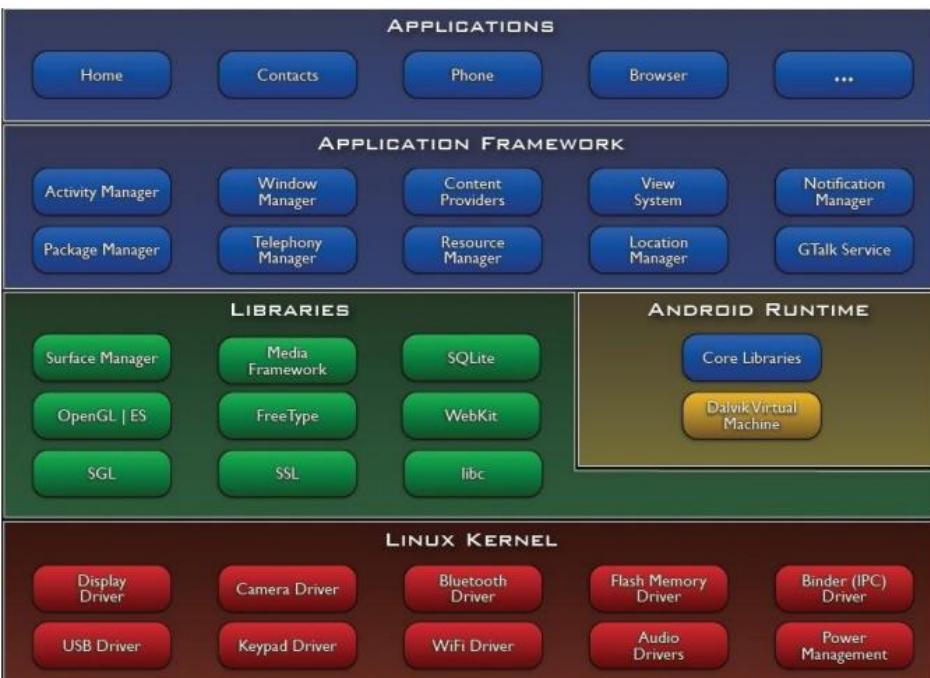 APPLICATIONS
Home
Contacts
Phone
Browser
...
APPLICATION FRAMEWORK
Activity Manager
Window
Manager
Content
Providers
View
System
Notification
Manager
Package Manager
Telephony
Manager
Resource
Manager
Location
Manager
GTalk Service
LIBRARIES
Surface Manager
Media
Framework
SQLite
OpenGL | ES
FreeType
WebKit
SGL
SSL
libc
ANDROID RUNTIME
Core Libraries
Dalvik Virtual
Machine
LINUX KERNEL
Display
Driver
Camera Driver
Bluetooth
Driver
Flash Memory
Driver
Binder (IPC)
Driver
USB Driver
Keypad Driver
WiFi Driver
Audio
Drivers
Power
Management